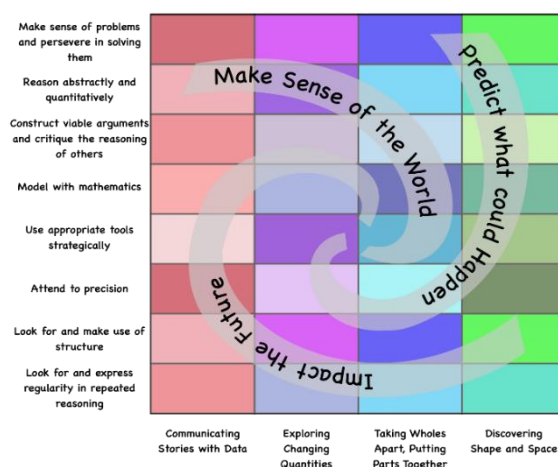 Make sense of problems
and persevere in solving
them
Reason abstractly and
quantitatively
Construct viable arguments
and critique the reasoning
of others
Model with mathematics
Use appropriate tools
strategically
Attend to precision
Look for and make use of
structure
Look for and express
regularity in repeated
reasoning
Make Sense of the World
Predict what could Happen
Impact the Future
Communicating
Stories with Data
Exploring
Changing
Quantities
Taking Wholes
Apart, Putting
Parts Together
Discovering
Shape and Space